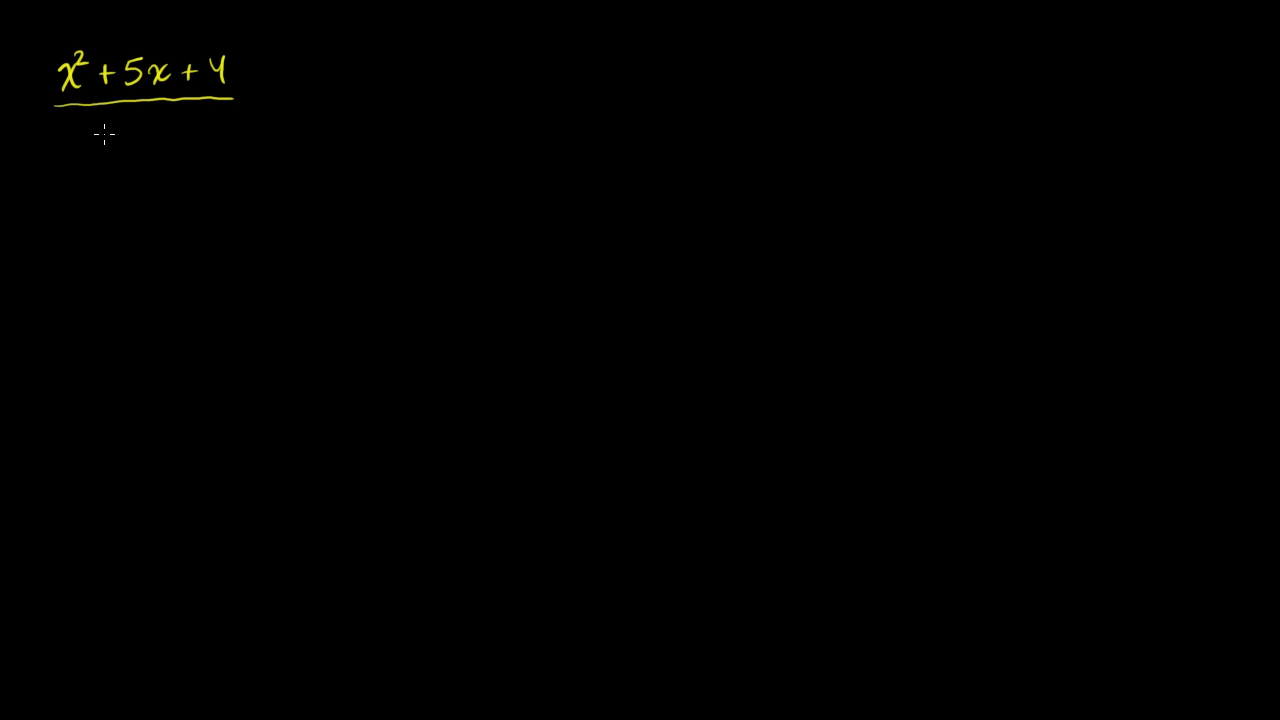 x² + 5x + 4